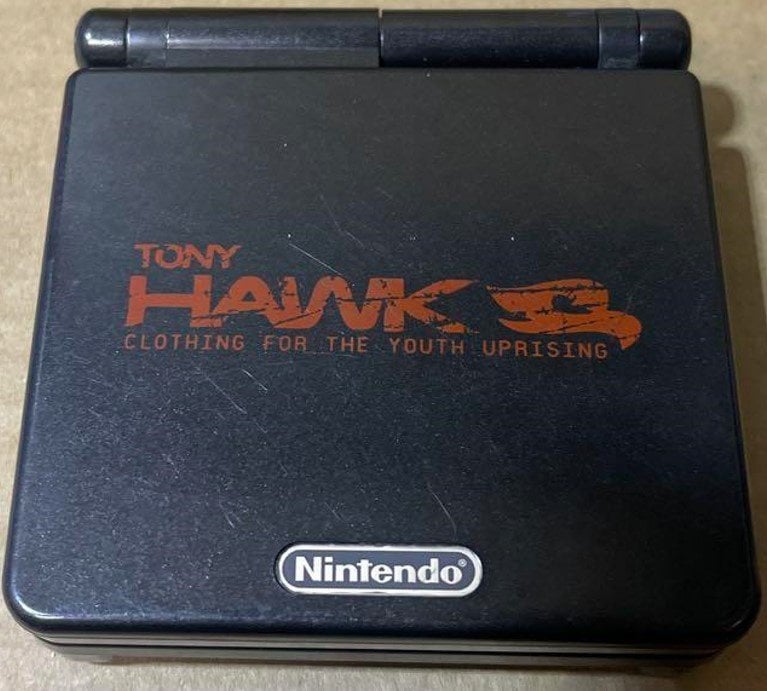 TONY
HAWK
CLOTHING FOR THE YOUTH UPRISING
Nintendo®